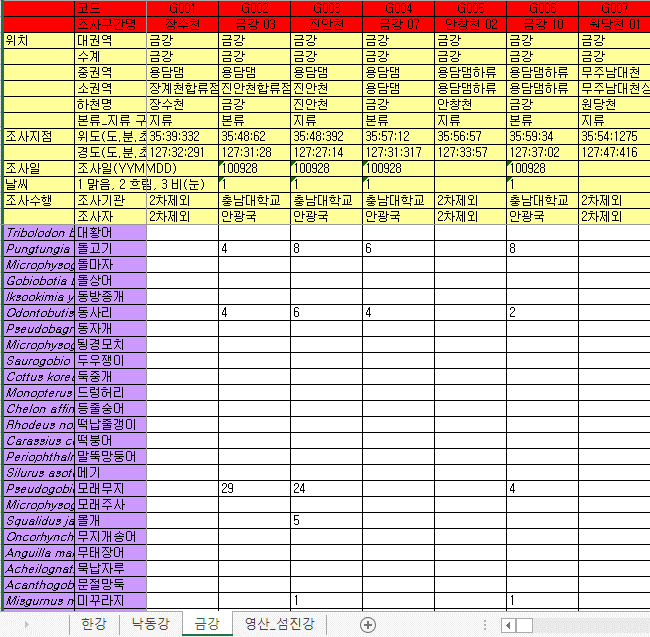 코드 G001 G002 G003 G004 G005 G006 G007
조사구간명 장수천 금강 03 진안천 금강 07 안창천 02 금강 10 원당천 01
위치 대권역 금강 금강 금강 금강 금강 금강 금강
수계 금강 금강 금강 금강 금강 금강 금강
중권역 용담댐 용담댐 용담댐 용담댐 용담댐하류 용담댐하류 무주남대천
소권역 장계천합류점 진안천합류점 진안천 용담댐 용담댐하류 용담댐하류 무주남대천상
하천명 장수천 금강 진안천 금강 안창천 금강 원당천
본류_지류 구 지류 본류 지류 본류 지류 본류 지류
조사지점 위도(도,분,초 35:39:332 35:48:62 35:48:392 35:57:12 35:56:57 35:59:34 35:54:1275
경도(도,분,초 127:32:291 127:31:28 127:27:14 127:31:317 127:33:57 127:37:02 127:47:416
조사일 조사일(YYMMDD) 100928 100928 100928 100928
날씨 1 맑음, 2 흐림, 3 비(눈) 1 1 1 1
조사수행 조사기관 2차제외 충남대학교 충남대학교 충남대학교 2차제외 충남대학교 2차제외
조사자 2차제외 안광국 안광국 안광국 2차제외 안광국 2차제외
Tribolodon 대황어
Pungtungia 돌고기 4 8 6 8
Microphysog 돌마자
Gobiobotia 돌상어
Iksookimia y 동방종개
Odontobutis 동사리 4 6 4 2
Pseudobagr 동자개
Microphysog 됭경모치
Saurogobio 두우쟁이
Cottus kore 둑중개
Monopterus 드렁허리
Chelon affin 등줄숭어
Rhodeus no 떡납줄갱이
Carassius c 떡붕어
Periophthaln 말뚝망둥어
Silurus asot 메기
Pseudogobi 모래무지 29 24 4
Microphysog 모래주사
Squalidus ja 몰개 5
Oncorhynch 무지개송어
Anguilla mar 무태장어
Acheilognat 묵납자루
Acanthogob 문절망둑
Misgurnus m 미꾸라지 1 1
한강 낙동강 금강 영산_섬진강